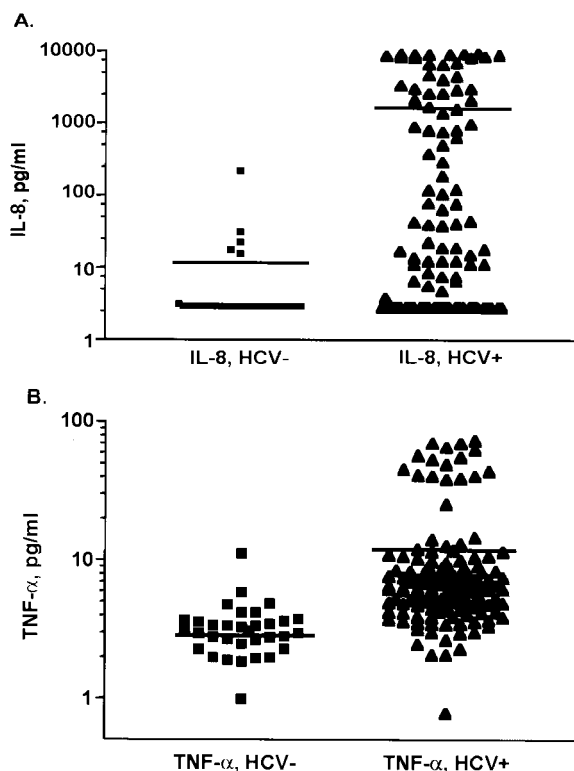 A.
10000
1000
100
10
1
IL-8, pg/ml
IL-8, HCV-
IL-8, HCV+
B.
100
10
1
TNF-α, pg/ml
TNF-α, HCV-
TNF-α, HCV+